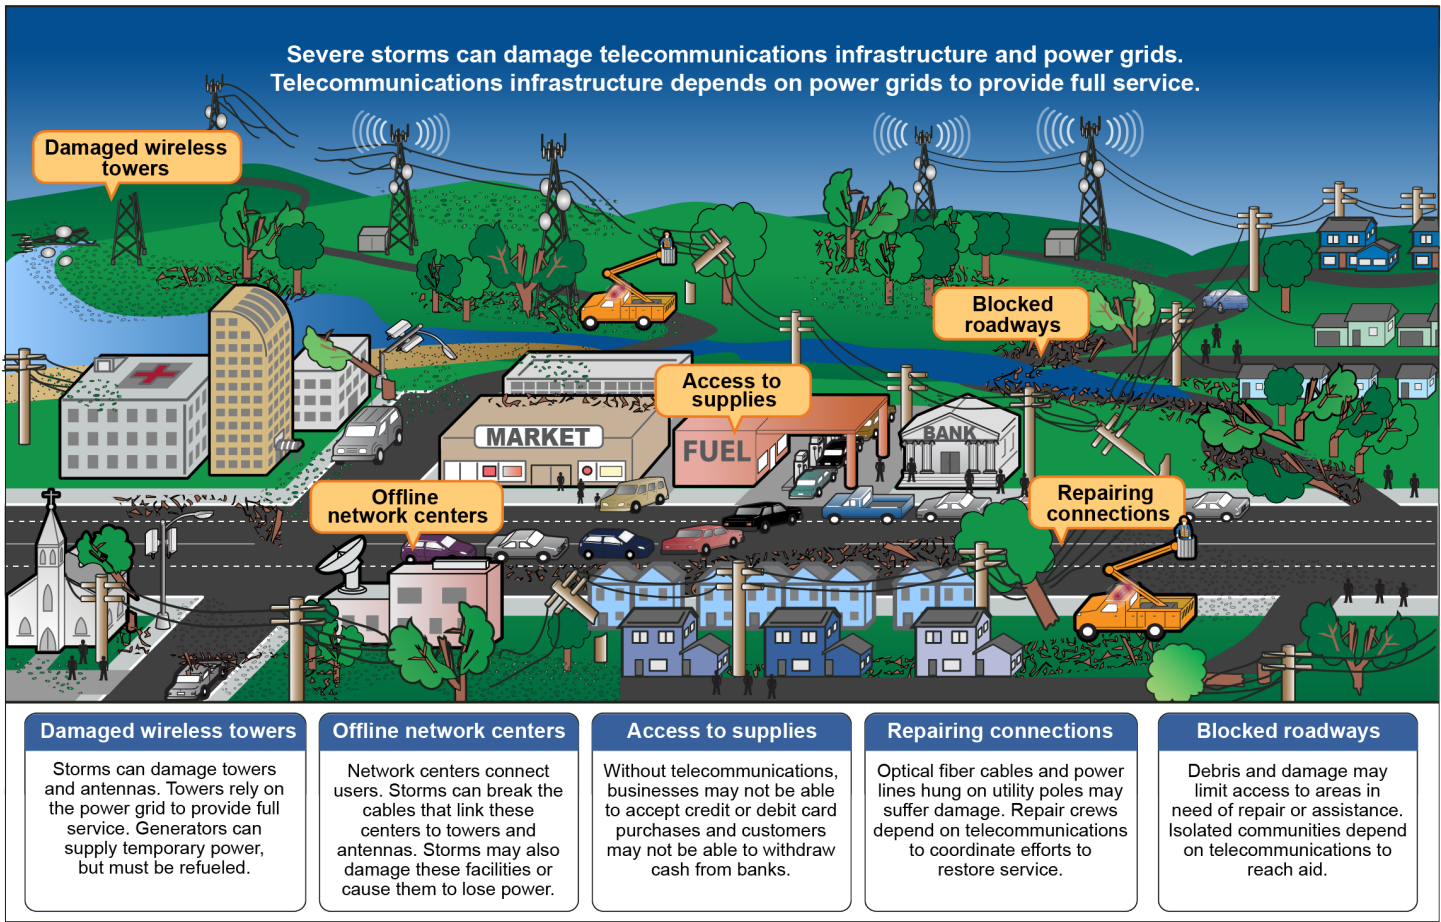 Severe storms can damage telecommunications infrastructure and power grids.
Telecommunications infrastructure depends on power grids to provide full service.
Damaged wireless
towers
Blocked
roadways
Access to
supplies
MARKET
FUEL
BANK
Offline
network centers
Repairing
connections
Damaged wireless towers
Storms can damage towers
and antennas. Towers rely on
the power grid to provide full
service. Generators can
supply temporary power,
but must be refueled.
Offline network centers
Network centers connect
users. Storms can break the
cables that link these
centers to towers and
antennas. Storms may also
damage these facilities or
cause them to lose power.
Access to supplies
Without telecommunications,
businesses may not be able
to accept credit or debit card
purchases and customers
may not be able to withdraw
cash from banks.
Repairing connections
Optical fiber cables and power
lines hung on utility poles may
suffer damage. Repair crews
depend on telecommunications
to coordinate efforts to
restore service.
Blocked roadways
Debris and damage may
limit access to areas in
need of repair or assistance.
Isolated communities depend
on telecommunications to
reach aid.